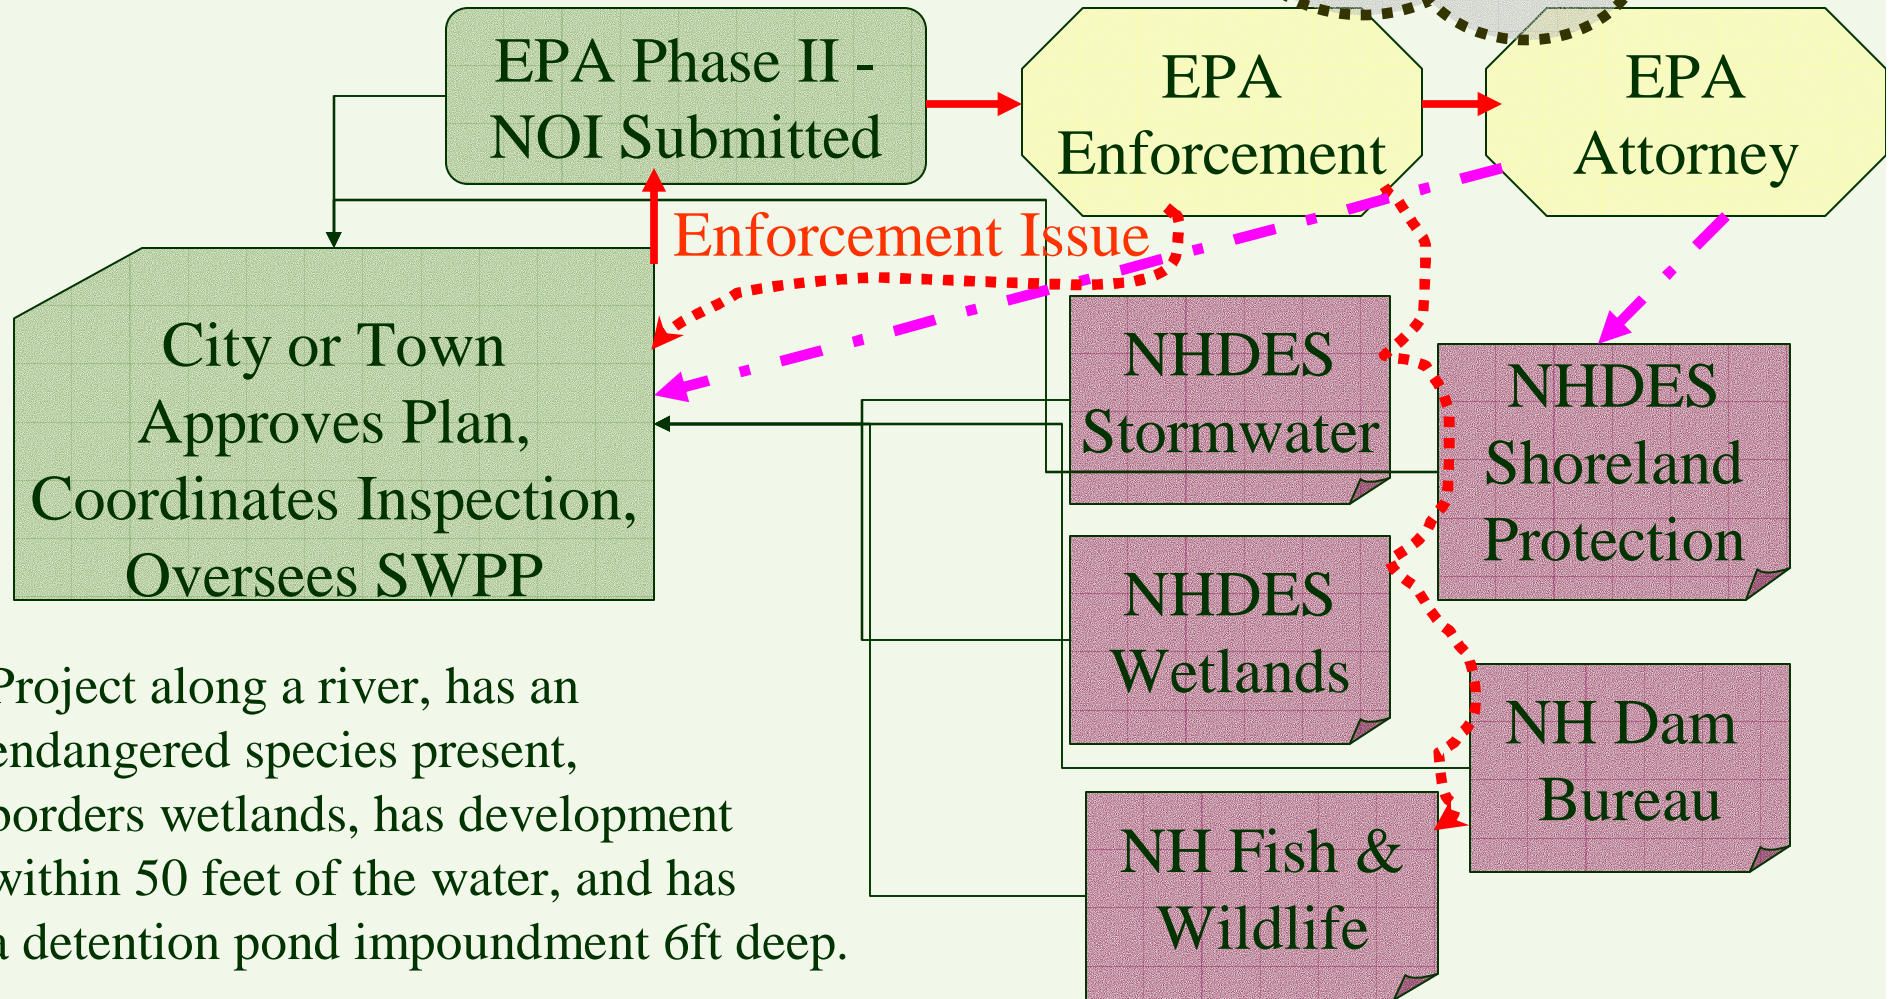 EPA Phase II -
NOI Submitted
EPA
Enforcement
EPA
Attorney
Enforcement Issue
City or Town
Approves Plan,
Coordinates Inspection,
Oversees SWPP
NHDES
Stormwater
NHDES
Shoreland
Protection
NHDES
Wetlands
NH Dam
Bureau
NH Fish &
Wildlife
Project along a river, has an
endangered species present,
borders wetlands, has development
within 50 feet of the water, and has
a detention pond impoundment 6ft deep.